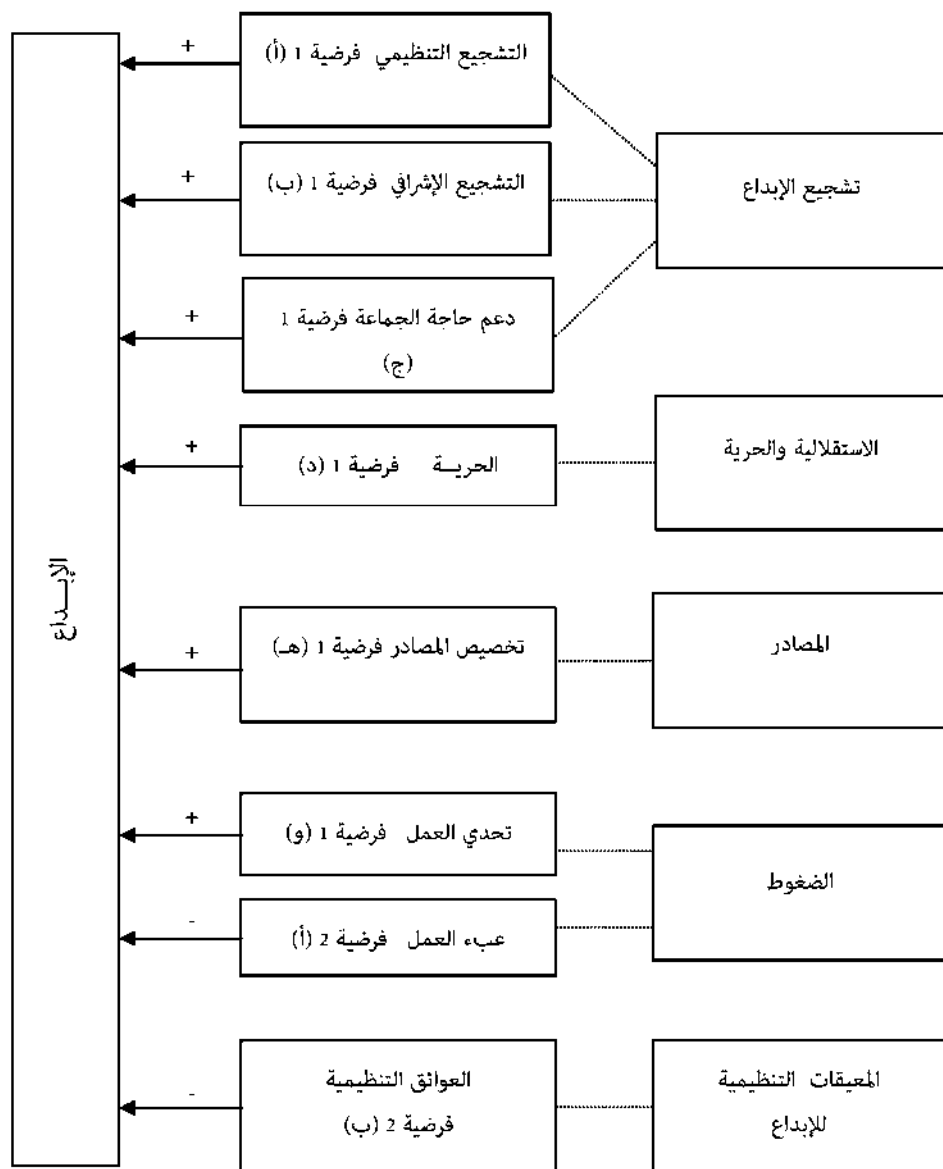 التشجيع التنظيمي فرضية 1 (أ)
+
تشجيع الإبداع
التشجيع الإشرافي فرضية 1 (ب)
+
دعم حاجة الجماعة فرضية 1
(ج)
+
الاستقلالية والحرية
الحريــة فرضية 1 (د)
+
الإبــداع
المصادر
تخصيص المصادر فرضية 1 (هـ)
+
الضغوط
تحدي العمل فرضية 1 (و)
+
عبء العمل فرضية 2 (أ)
-
المعيقات التنظيمية
للإبداع
العوائق التنظيمية
فرضية 2 (ب)
-